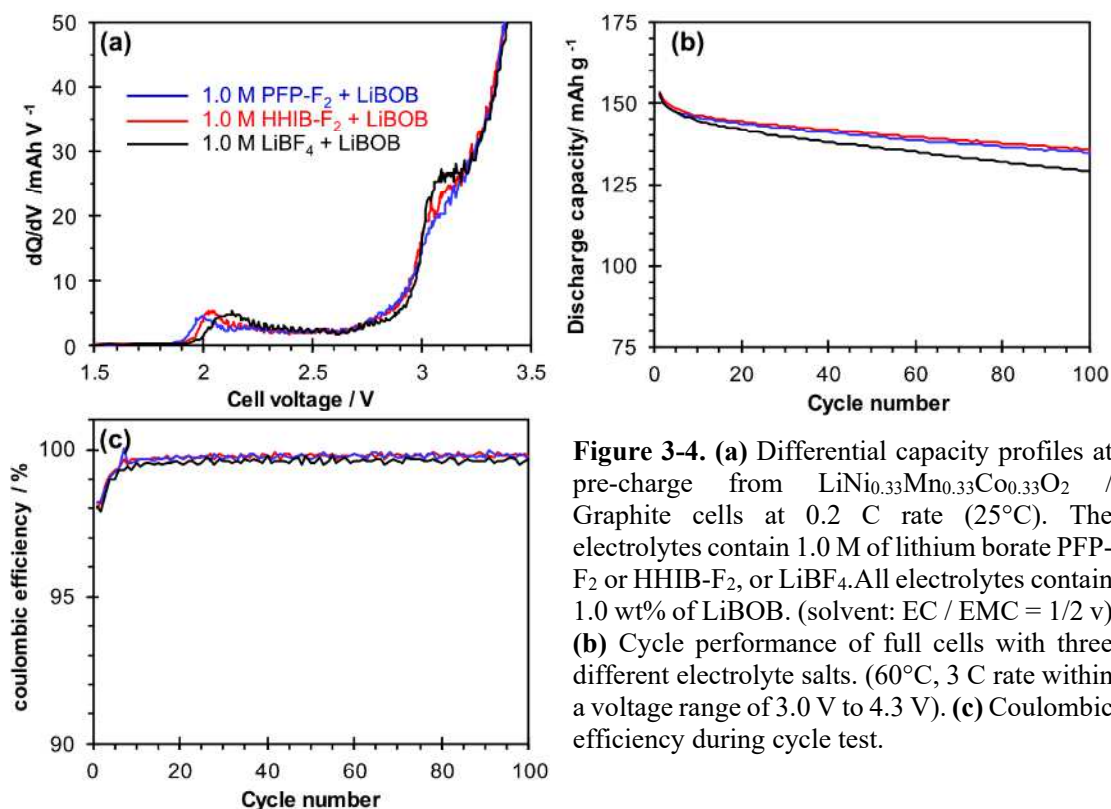 (a)
50
40
30
20
10
0
dQ/dV /mAh V⁻¹
1.0 M PFP-F₂ + LiBOB
1.0 M HHIB-F₂ + LiBOB
1.0 M LiBF₄ + LiBOB
1.5 2 2.5 3 3.5
Cell voltage / V
(b)
175
150
125
100
75
Discharge capacity/ mAh g⁻¹
0 20 40 60 80 100
Cycle number
(c)
100
95
90
coulombic efficiency / %
0 20 40 60 80 100
Cycle number
Figure 3-4. (a) Differential capacity profiles at
pre-charge from LiNi₀.₃₃Mn₀.₃₃Co₀.₃₃O₂ /
Graphite cells at 0.2 C rate (25°C). The
electrolytes contain 1.0 M of lithium borate PFP-
F₂ or HHIB-F₂, or LiBF₄.All electrolytes contain
1.0 wt% of LiBOB. (solvent: EC / EMC = 1/2 v)
(b) Cycle performance of full cells with three
different electrolyte salts. (60°C, 3 C rate within
a voltage range of 3.0 V to 4.3 V). (c) Coulombic
efficiency during cycle test.